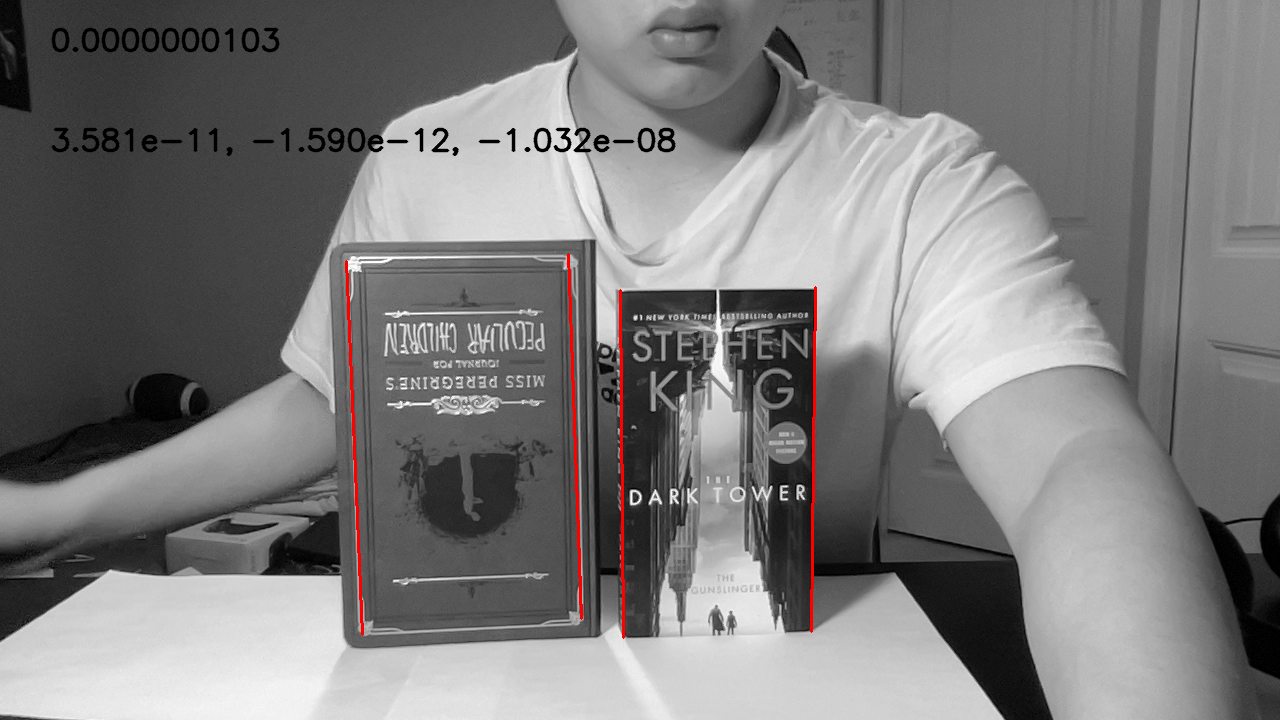 0.0000000103
3.581e−11, −1.590e−12, −1.032e−08
MISS PEREGRINE'S
JOURNAL FOR
PECULIAR CHILDREN
#1 NEW YORK TIMES BESTSELLING AUTHOR
STEPHEN
KING
THE
DARK TOWER
THE
GUNSLINGER